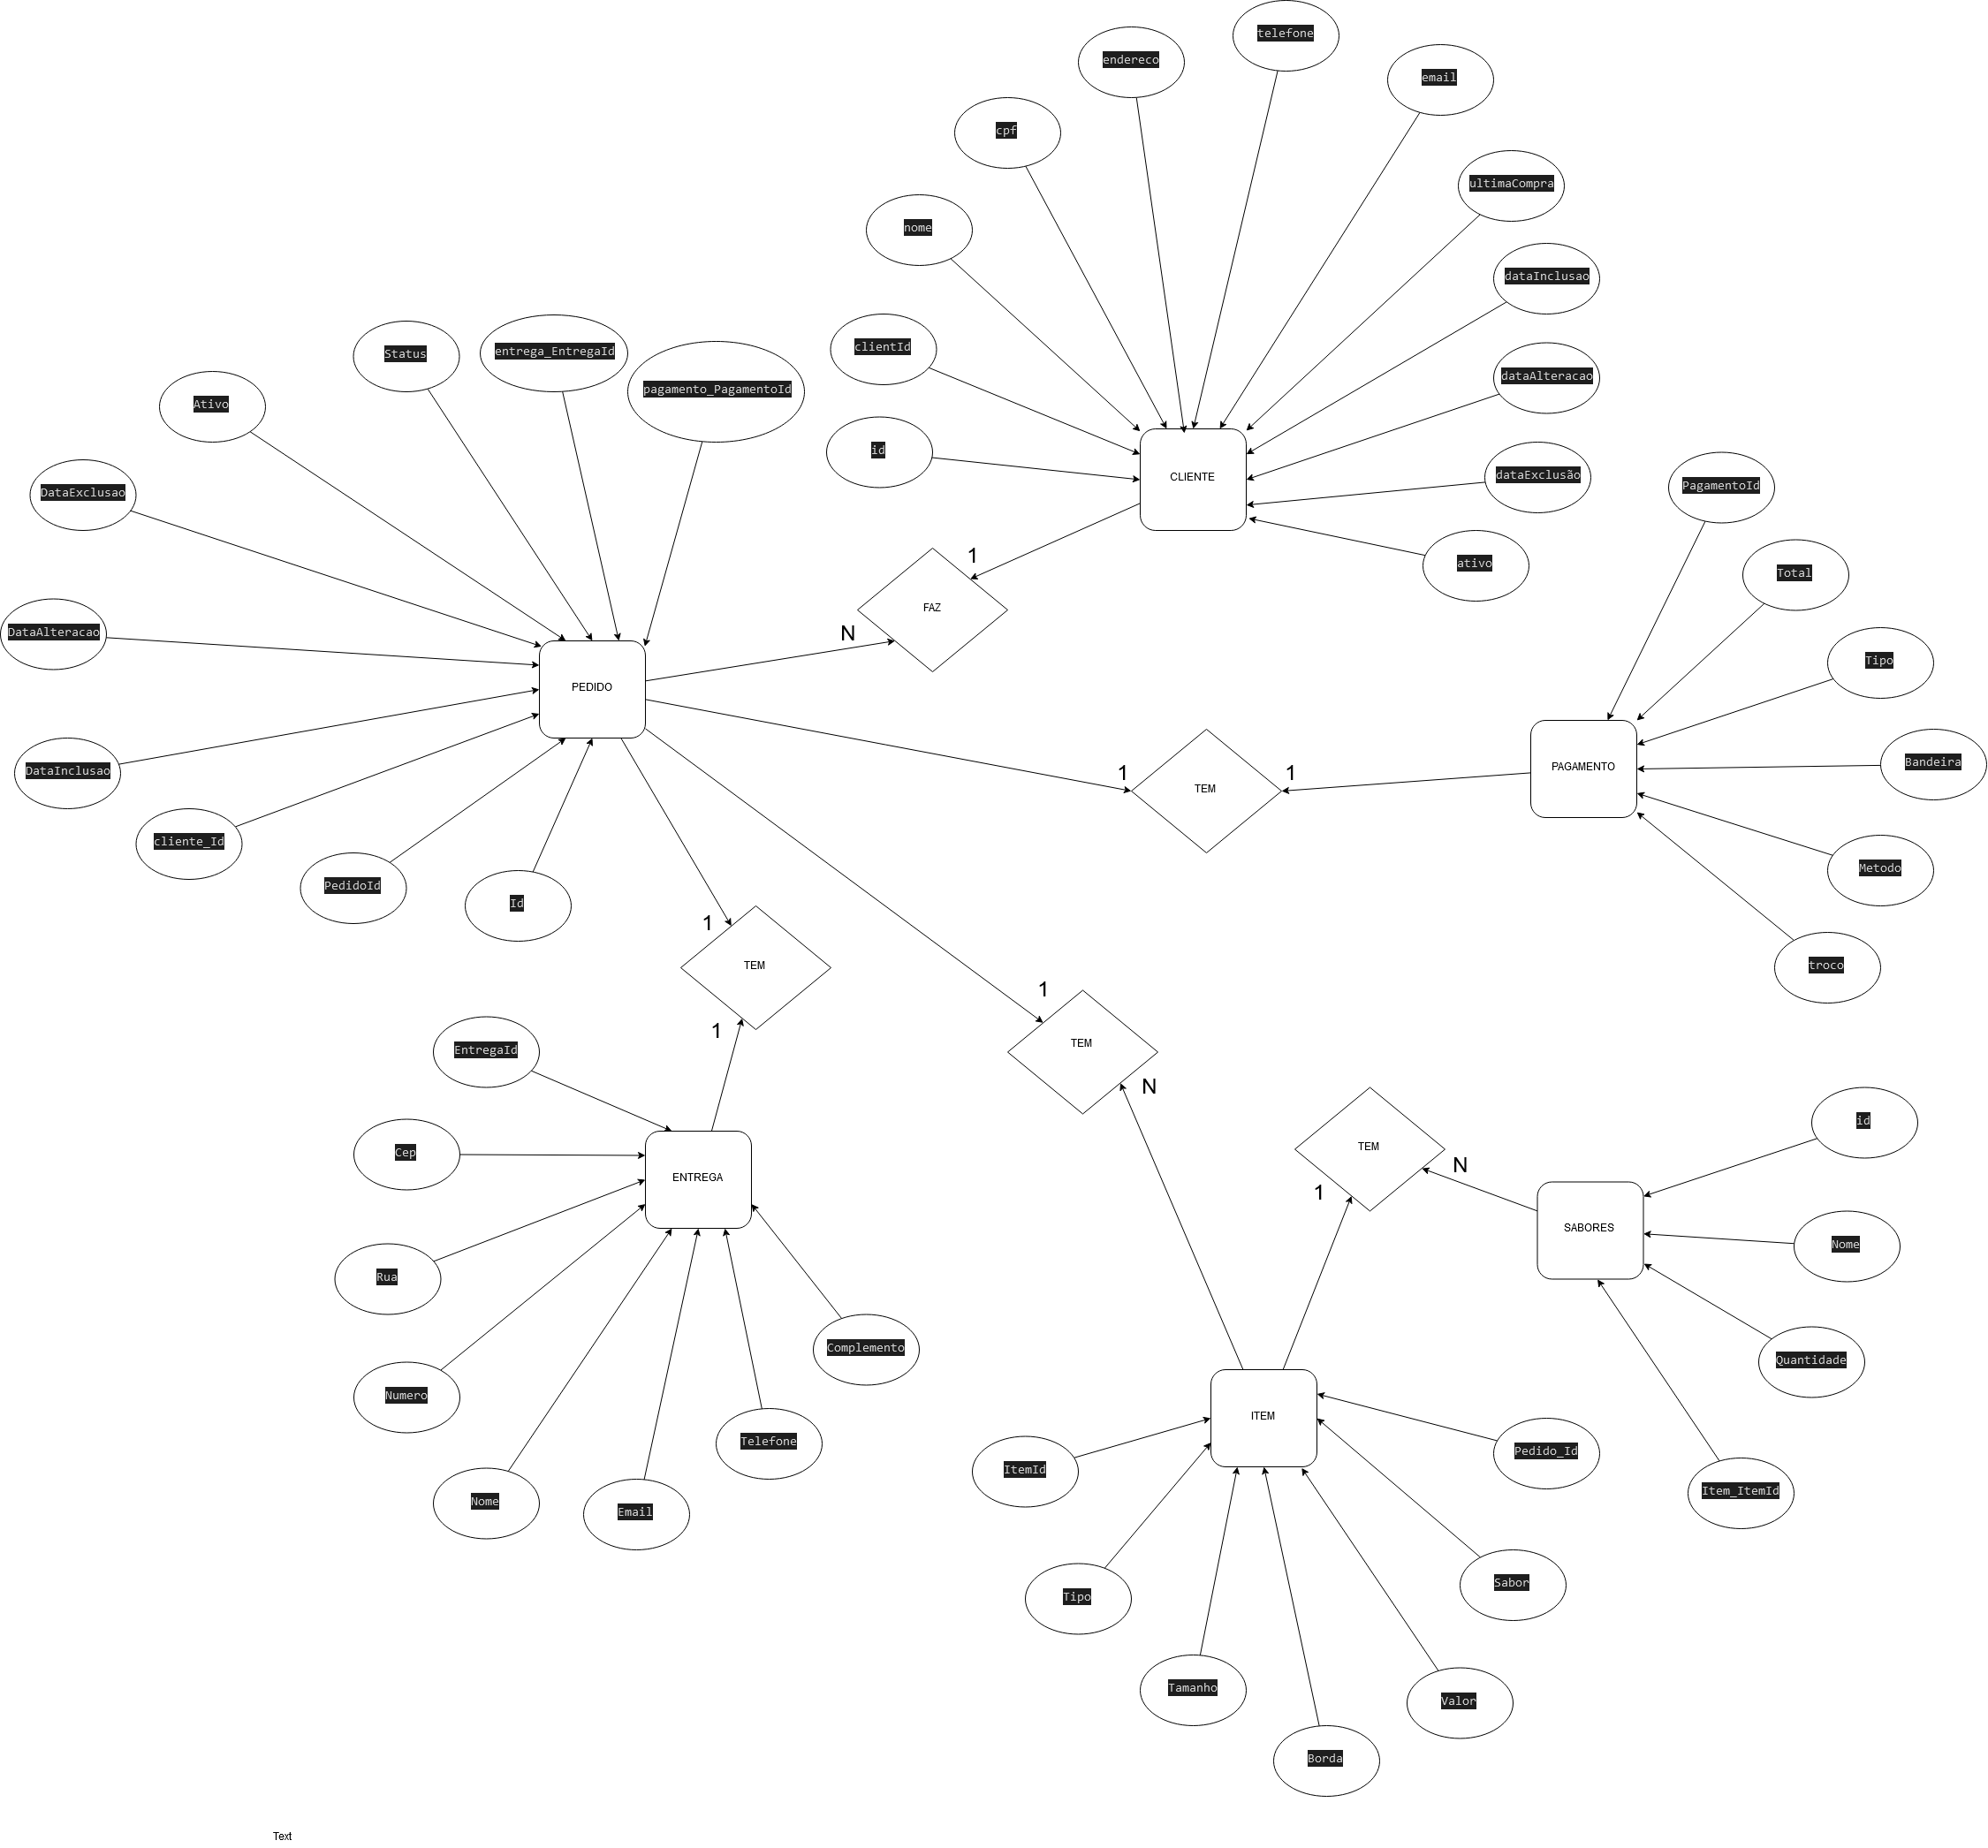 telefone
endereco
email
cpf
ultimaCompra
nome
dataInclusao
clientId
dataAlteracao
id
dataExclusão
ativo
CLIENTE
Status
entrega_EntregaId
pagamento_PagamentoId
Ativo
DataExclusao
DataAlteracao
DataInclusao
cliente_Id
PedidoId
Id
PEDIDO
1
FAZ
N
PagamentoId
Total
Tipo
Bandeira
Metodo
troco
PAGAMENTO
1
TEM
1
1
TEM
1
EntregaId
Cep
Rua
Numero
Nome
Email
Telefone
Complemento
ENTREGA
1
TEM
N
TEM
N
1
id
Nome
Quantidade
Item_ItemId
SABORES
ITEM
ItemId
Tipo
Tamanho
Borda
Valor
Sabor
Pedido_Id
Text